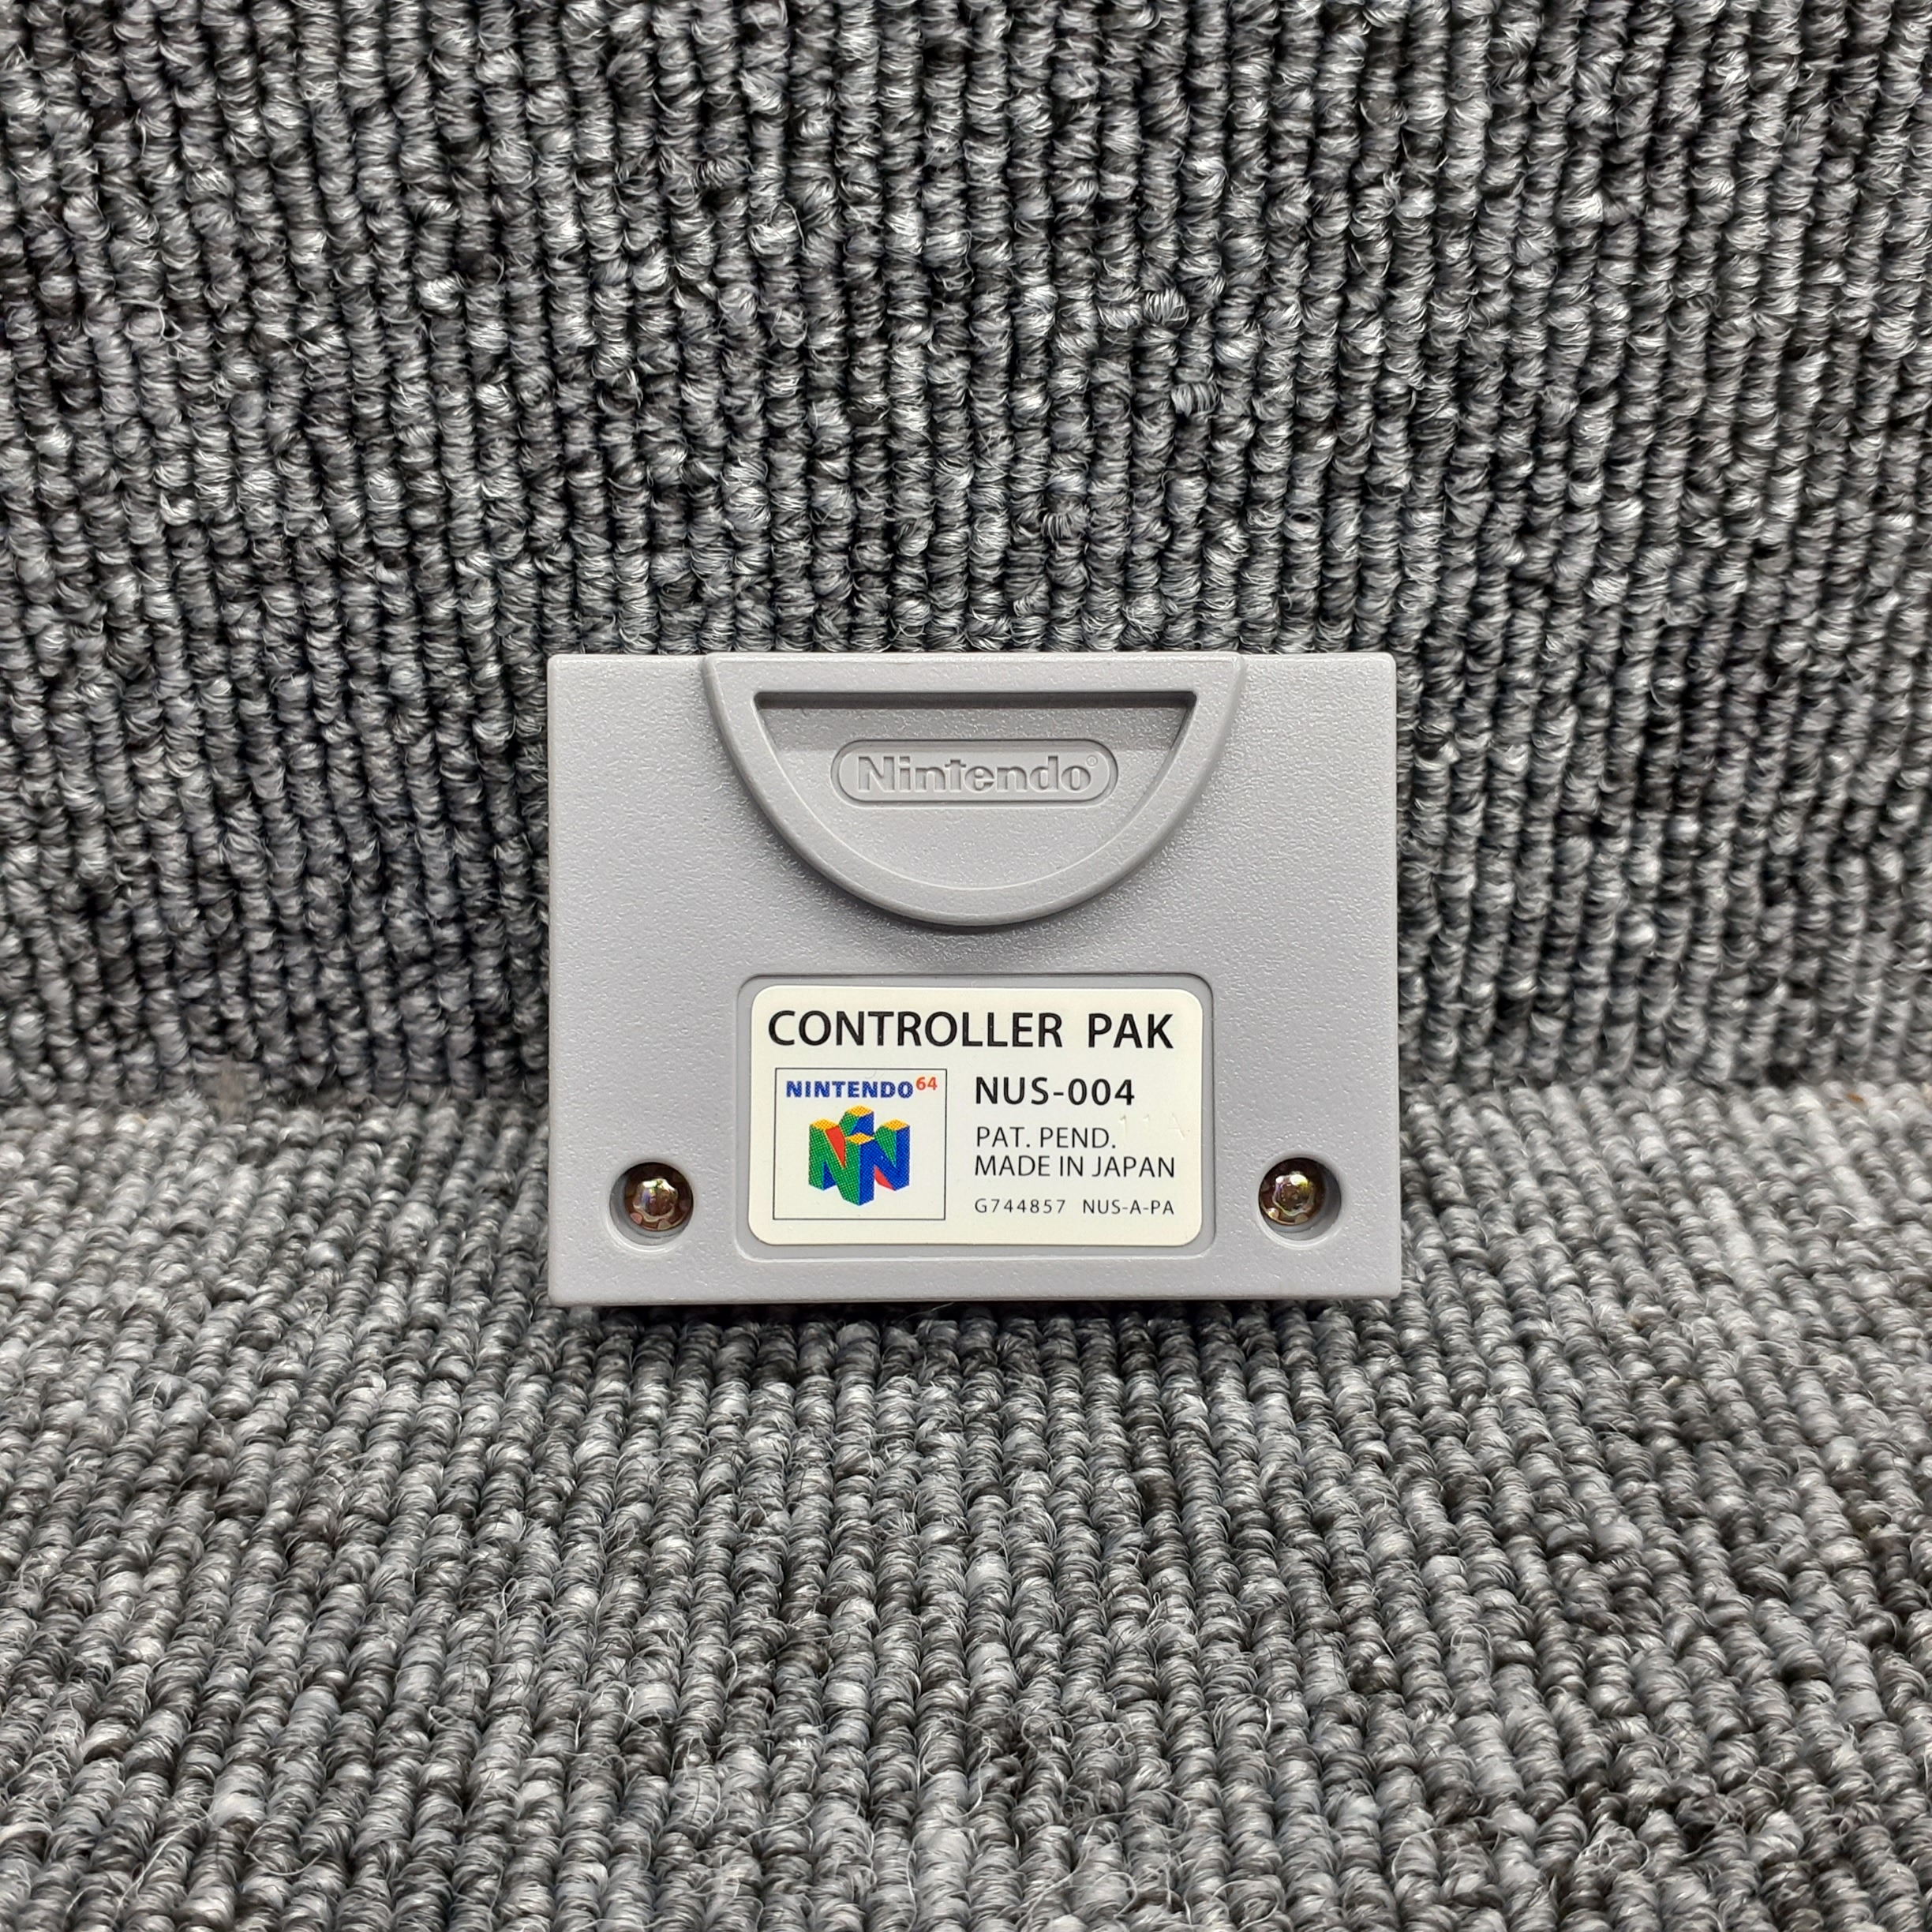 Nintendo®
CONTROLLER PAK
NINTENDO64
NUS-004
PAT. PEND.
MADE IN JAPAN
G744857 NUS-A-PA